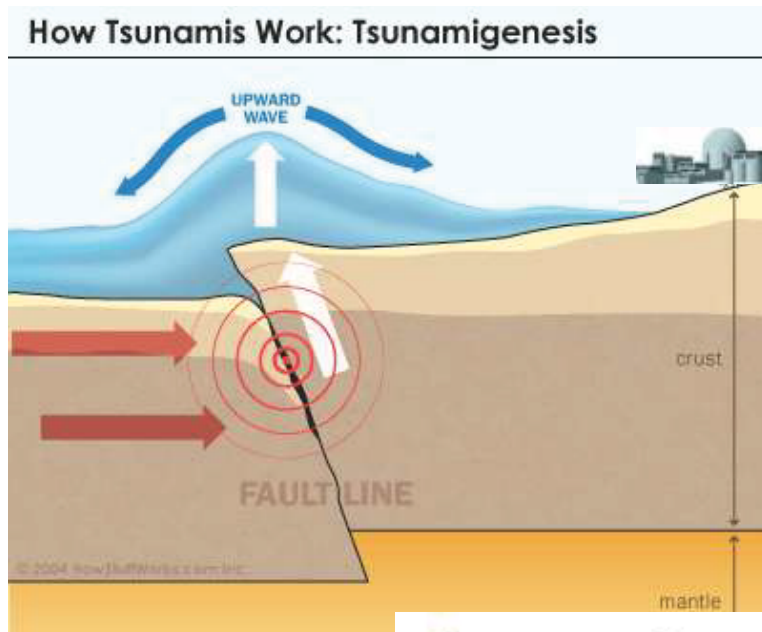 How Tsunamis Work: Tsunamigenesis
UPWARD
WAVE
crust
FAULT LINE
© 2004 HowStuffWorks.com Inc.
mantle